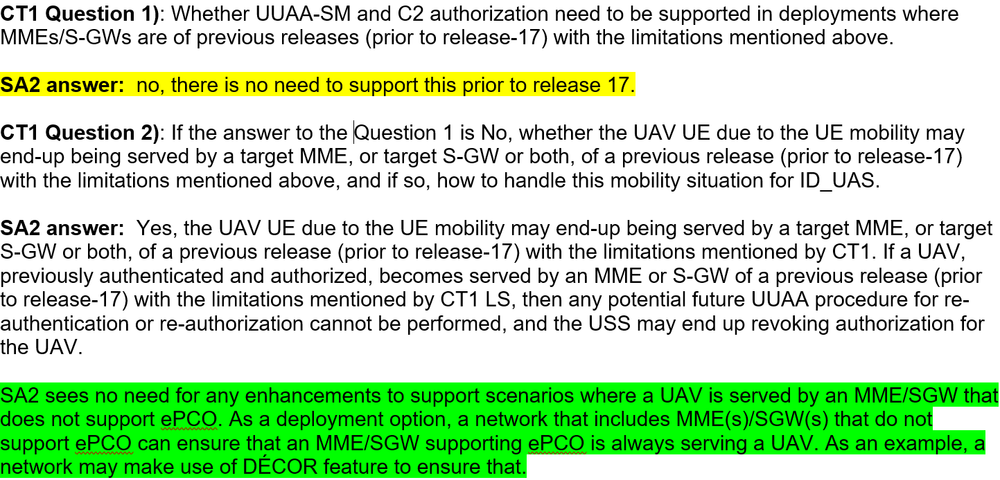 CT1 Question 1): Whether UUAA-SM and C2 authorization need to be supported in deployments where
MMEs/S-GWs are of previous releases (prior to release-17) with the limitations mentioned above.
SA2 answer:  no, there is no need to support this prior to release 17.
CT1 Question 2): If the answer to the Question 1 is No, whether the UAV UE due to the UE mobility may
end-up being served by a target MME, or target S-GW or both, of a previous release (prior to release-17)
with the limitations mentioned above, and if so, how to handle this mobility situation for ID_UAS.
SA2 answer:  Yes, the UAV UE due to the UE mobility may end-up being served by a target MME, or target
S-GW or both, of a previous release (prior to release-17) with the limitations mentioned by CT1. If a UAV,
previously authenticated and authorized, becomes served by an MME or S-GW of a previous release (prior
to release-17) with the limitations mentioned by CT1 LS, then any potential future UUAA procedure for re-
authentication or re-authorization cannot be performed, and the USS may end up revoking authorization for
the UAV.
SA2 sees no need for any enhancements to support scenarios where a UAV is served by an MME/SGW that
does not support ePCO. As a deployment option, a network that includes MME(s)/SGW(s) that do not
support ePCO can ensure that an MME/SGW supporting ePCO is always serving a UAV. As an example, a
network may make use of DÉCOR feature to ensure that.